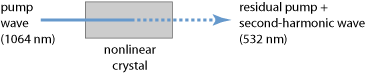 pump
wave
(1064 nm)
nonlinear
crystal
residual pump +
second-harmonic wave
(532 nm)